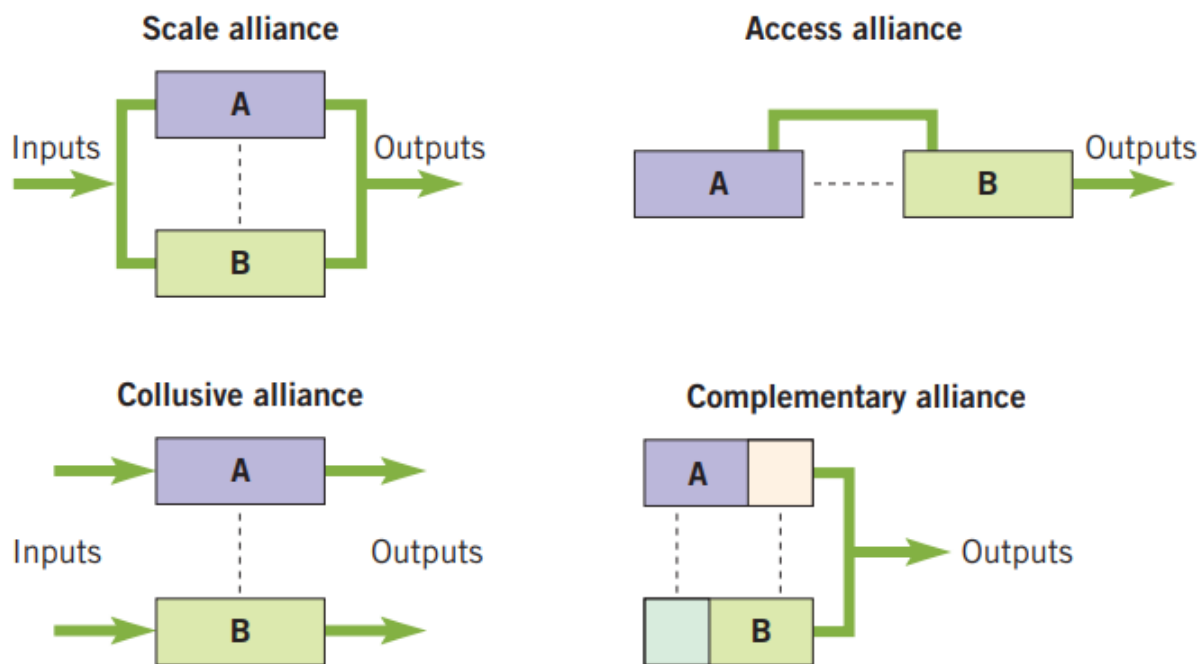 Scale alliance
A
Inputs
Outputs
B
Access alliance
A
B
Outputs
Collusive alliance
A
Inputs
Outputs
B
Complementary alliance
A
Outputs
B